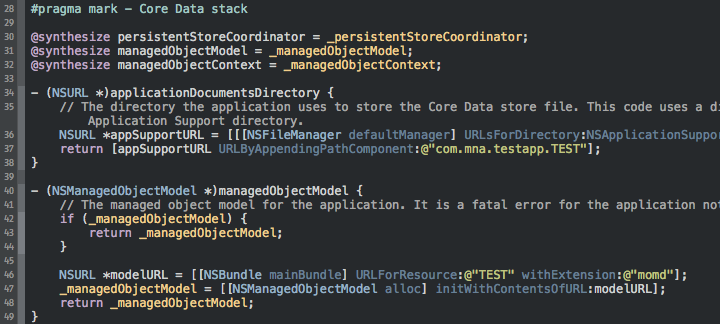 28 #pragma mark - Core Data stack
29
30 @synthesize persistentStoreCoordinator = _persistentStoreCoordinator;
31 @synthesize managedObjectModel = _managedObjectModel;
32 @synthesize managedObjectContext = _managedObjectContext;
33
34 - (NSURL *)applicationDocumentsDirectory {
35 // The directory the application uses to store the Core Data store file. This code uses a di
Application Support directory.
36 NSURL *appSupportURL = [[[NSFileManager defaultManager] URLsForDirectory:NSApplicationSuppor
37 return [appSupportURL URLByAppendingPathComponent:@"com.mna.testapp.TEST"];
38 }
39
40 - (NSManagedObjectModel *)managedObjectModel {
41 // The managed object model for the application. It is a fatal error for the application not
42 if (_managedObjectModel) {
43 return _managedObjectModel;
44 }
45
46 NSURL *modelURL = [[NSBundle mainBundle] URLForResource:@"TEST" withExtension:@"momd"];
47 _managedObjectModel = [[NSManagedObjectModel alloc] initWithContentsOfURL:modelURL];
48 return _managedObjectModel;
49 }